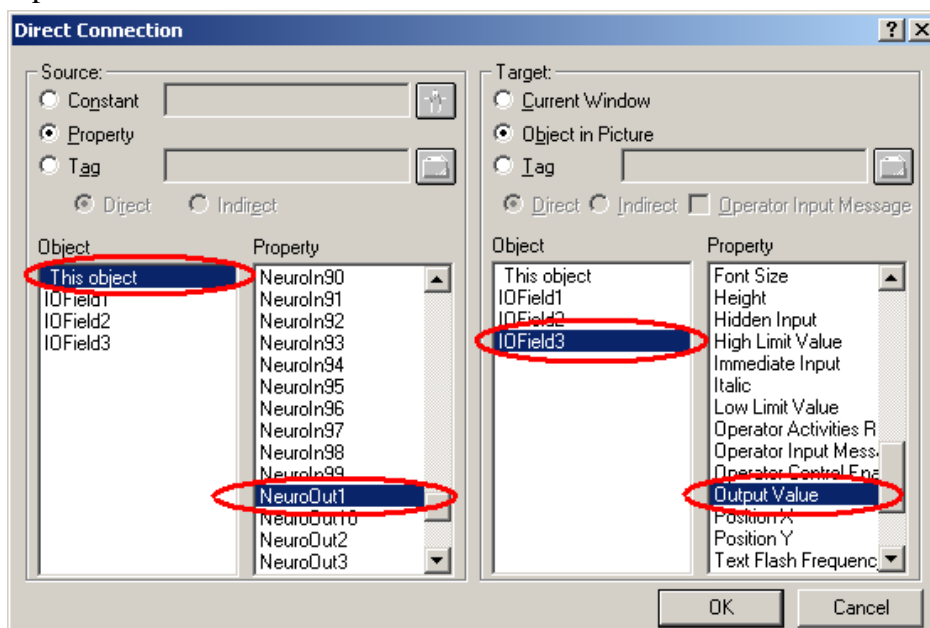 Direct Connection
Source:
Constant
Property
Tag
Direct Indirect
Object Property
This object
IOField1
IOField2
IOField3
NeuroIn90
NeuroIn91
NeuroIn92
NeuroIn93
NeuroIn94
NeuroIn95
NeuroIn96
NeuroIn97
NeuroIn98
NeuroIn99
NeuroOut1
NeuroOut10
NeuroOut2
NeuroOut3
Target:
Current Window
Object in Picture
Tag
Direct Indirect Operator Input Message
Object Property
This object
IOField1
IOField2
IOField3
Font Size
Height
Hidden Input
High Limit Value
Immediate Input
Italic
Low Limit Value
Operator Activities R
Operator Input Mess
Operator Control Ena
Output Value
Position X
Position Y
Text Flash Frequenc
OK Cancel